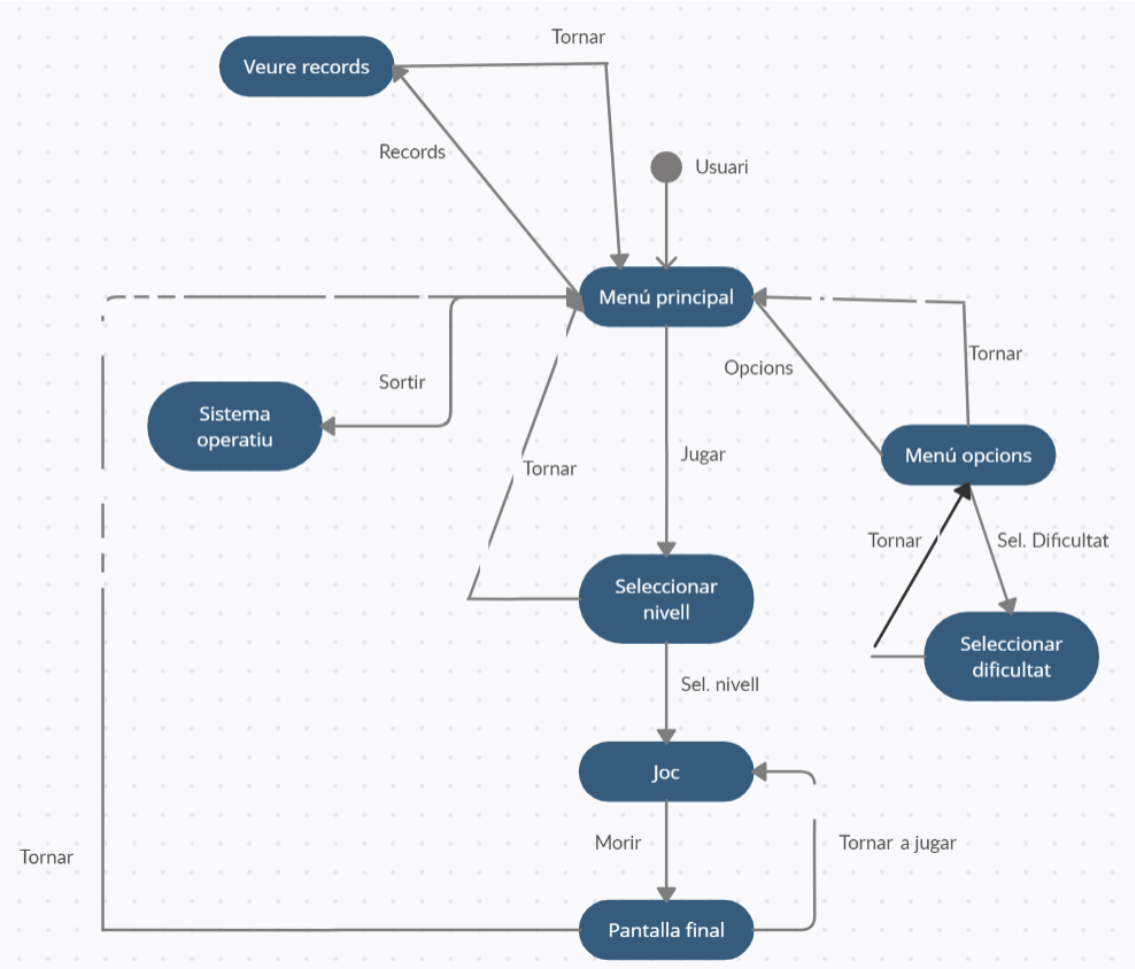 Tornar
Veure records
Records
Usuari
Menú principal
Tornar
Opcions
Sortir
Sistema
operatiu
Jugar
Menú opcions
Tornar
Tornar
Sel. Dificultat
Seleccionar
nivell
Seleccionar
dificultat
Sel. nivell
Joc
Morir
Tornar a jugar
Tornar
Pantalla final